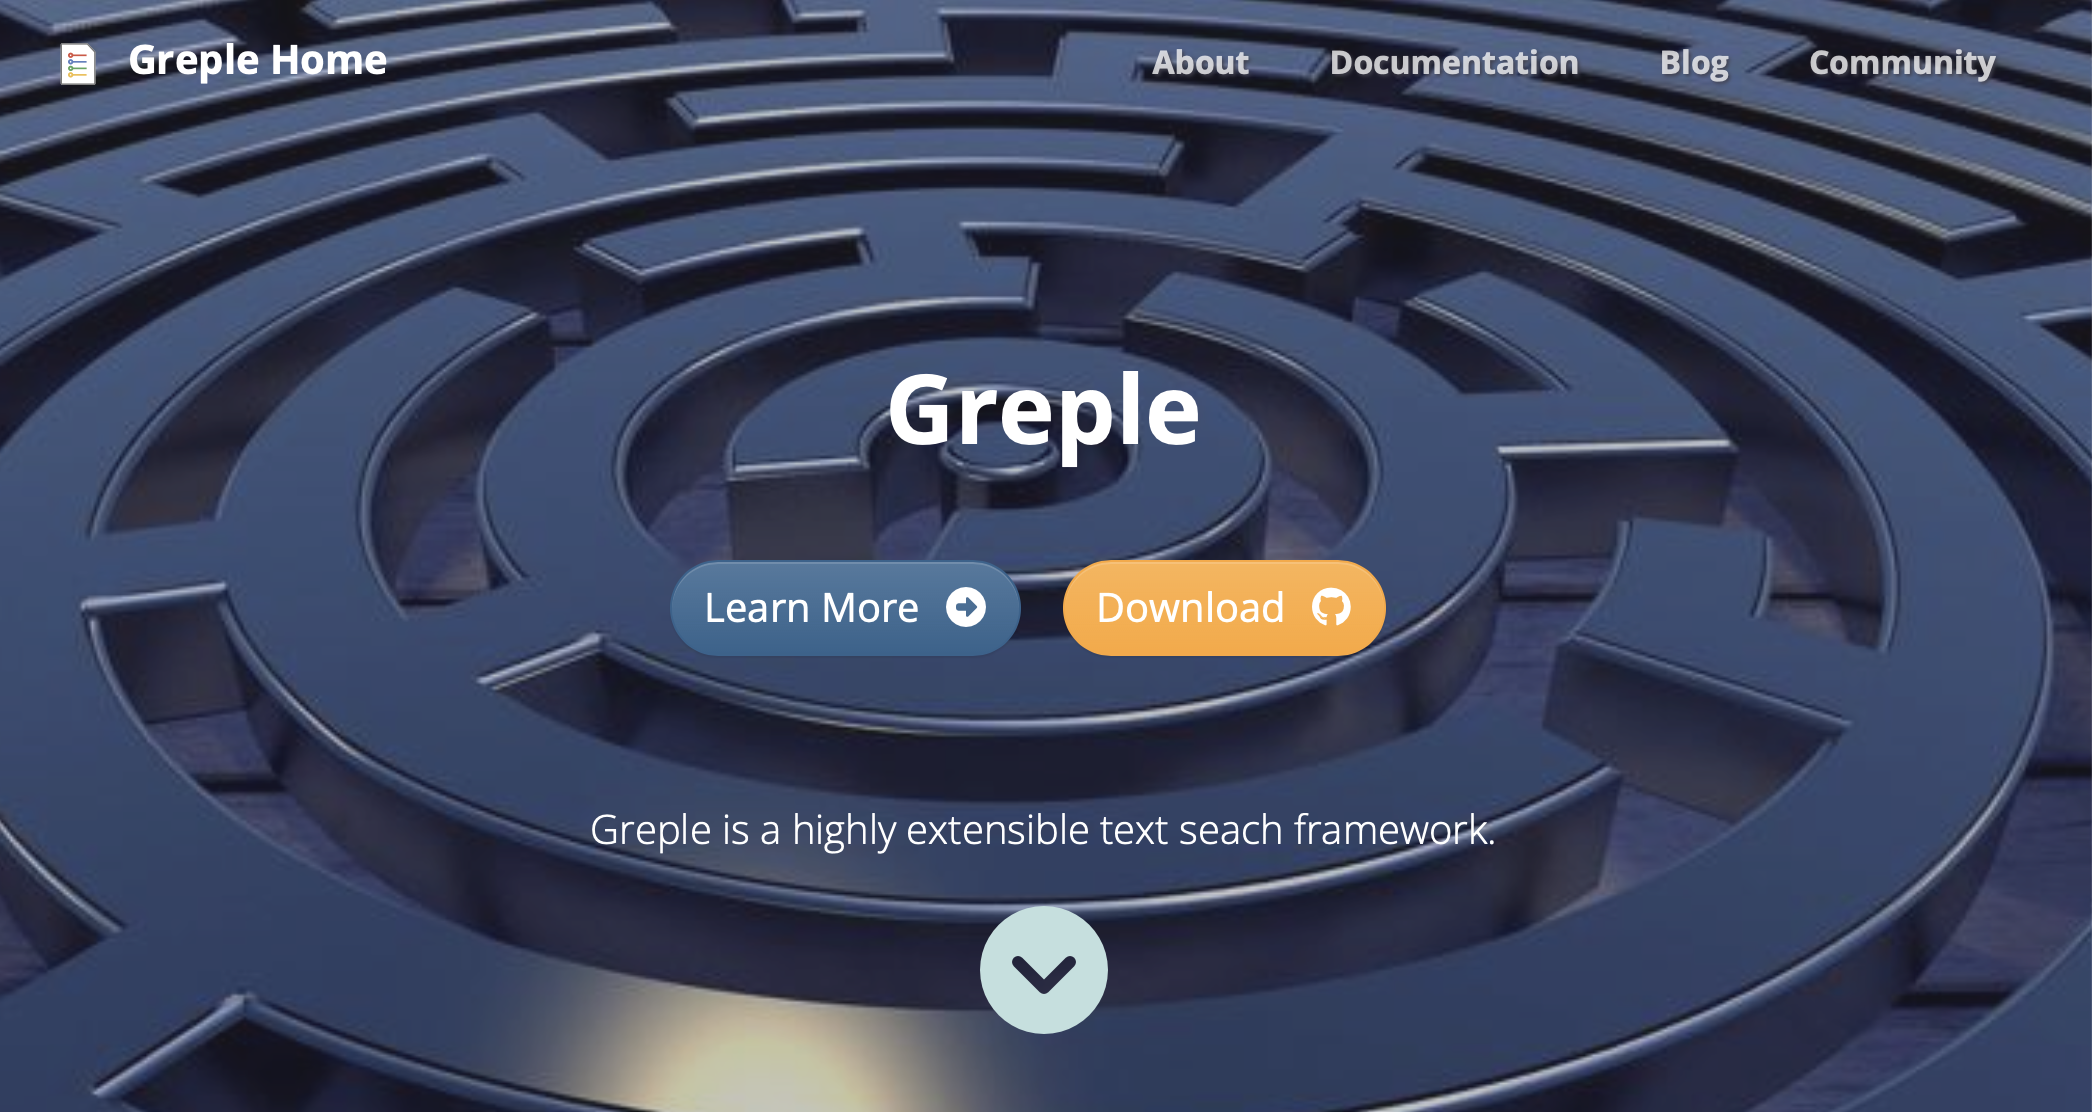 Greple Home
About Documentation Blog Community
Greple
Learn More
Download
Greple is a highly extensible text seach framework.